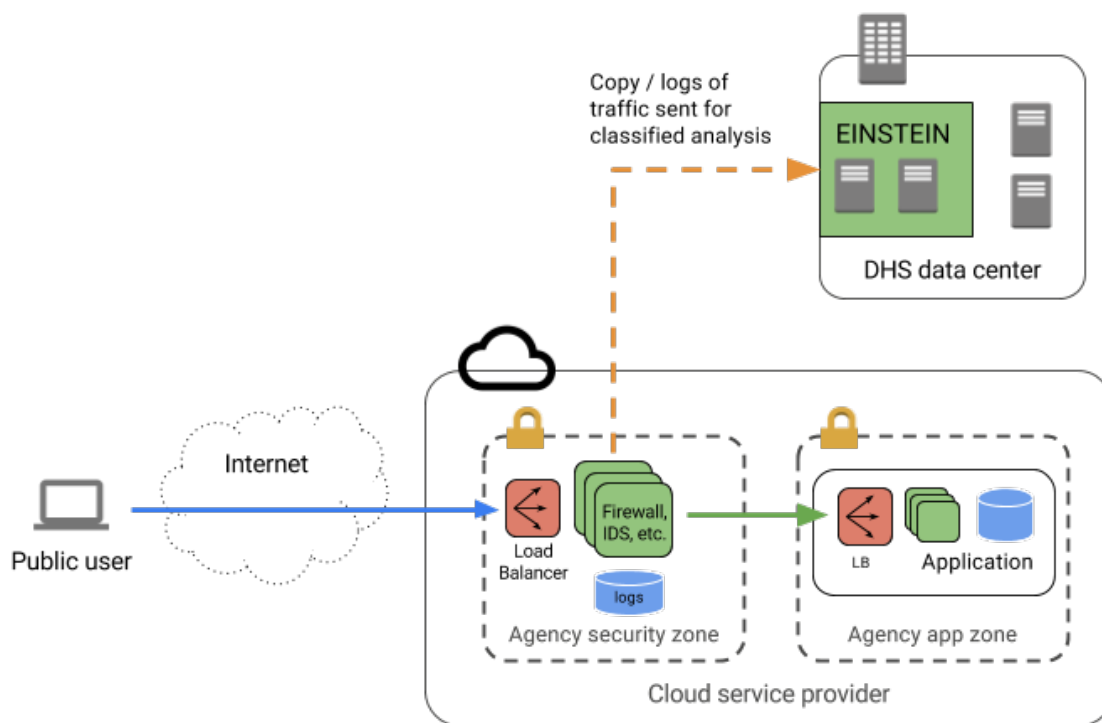 Copy / logs of
traffic sent for
classified analysis
EINSTEIN
DHS data center
Internet
Public user
Load
Balancer
Firewall,
IDS, etc.
logs
Agency security zone
LB
Application
Agency app zone
Cloud service provider